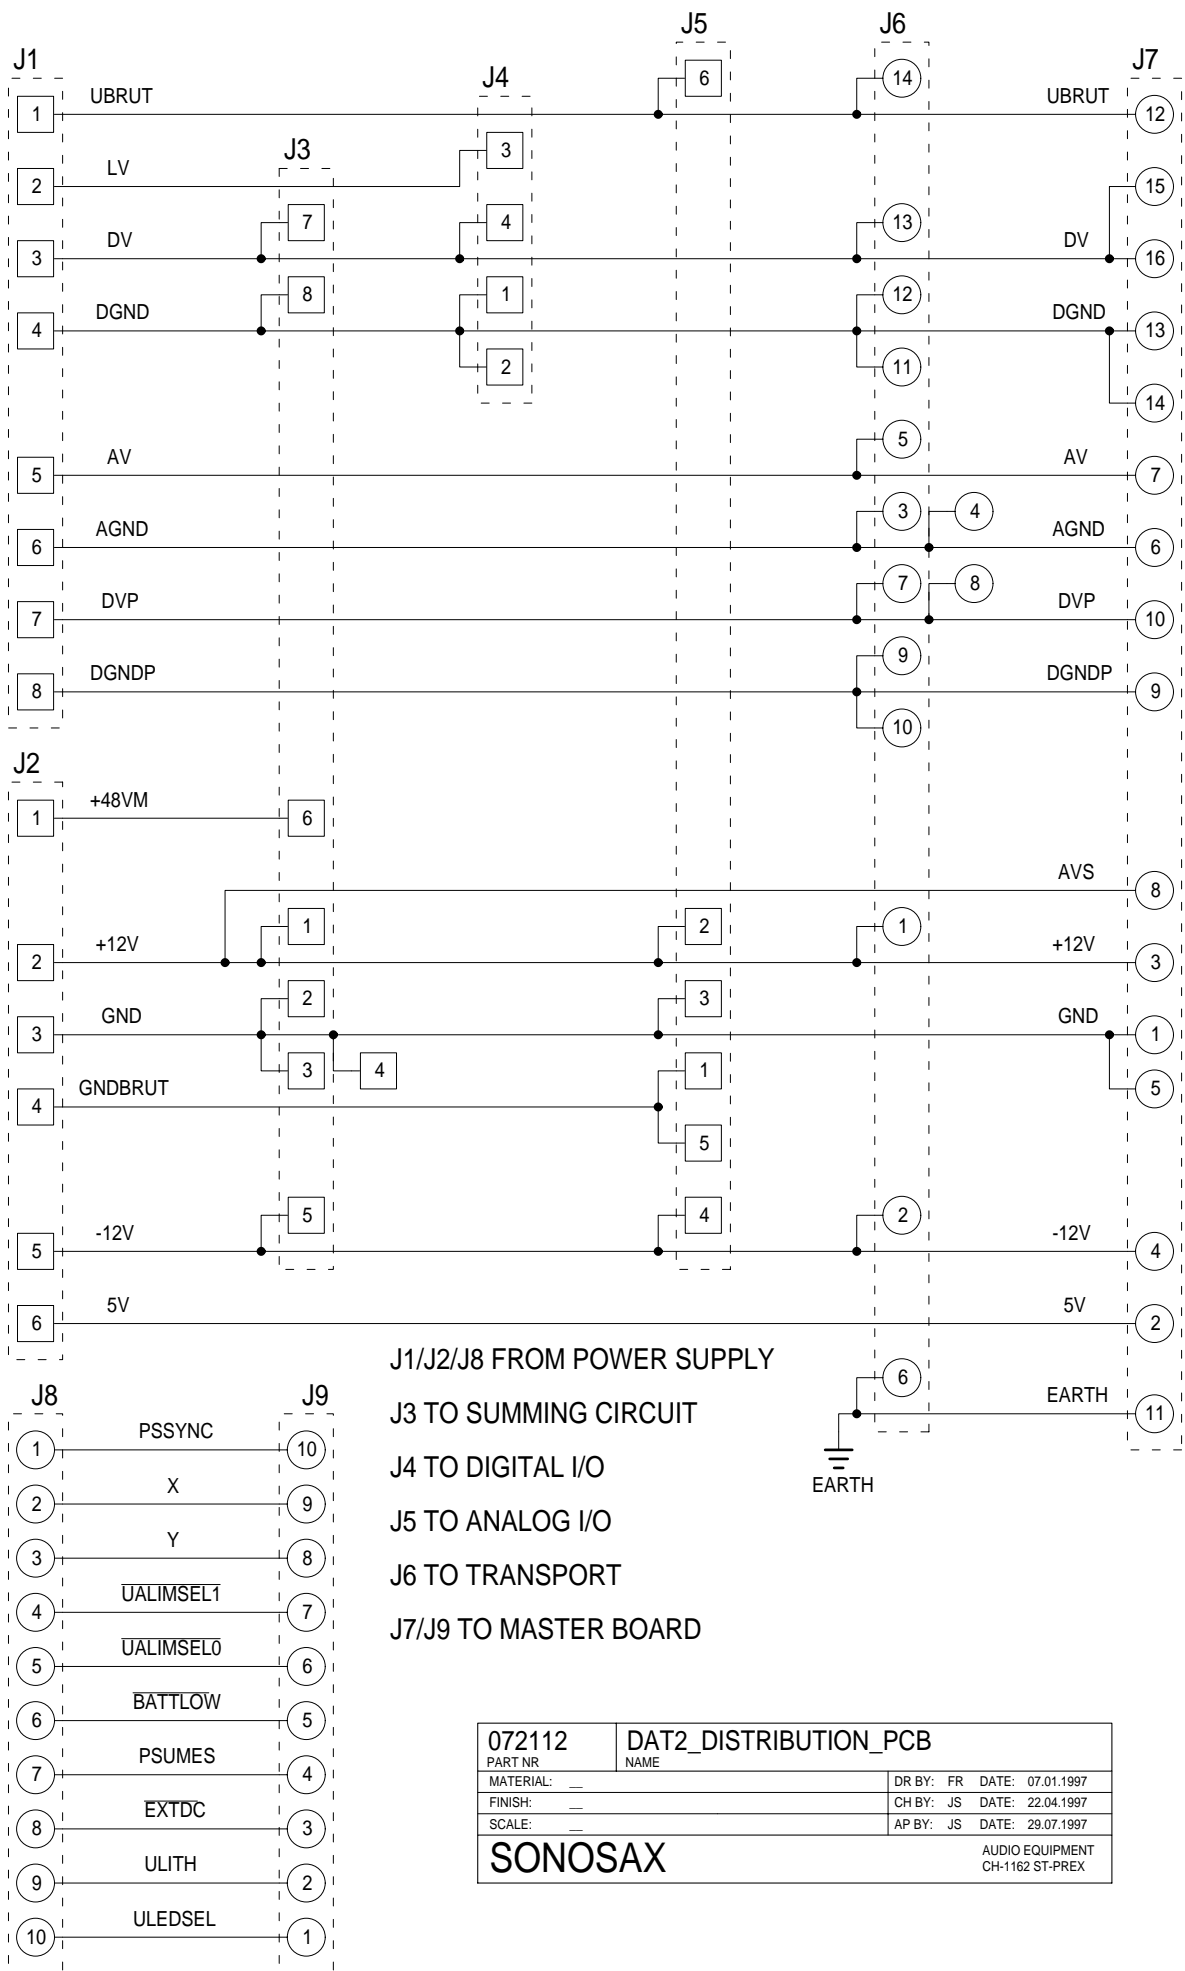 J5 J6
J1 J7
J4
6 14
1 UBRUT UBRUT 12
J3 3
2 LV 15
7 4 13
3 DV DV 16
8 1 12
4 DGND DGND 13
2 11
14
5
5 AV AV 7
3 4
6 AGND AGND 6
7 8
7 DVP DVP 10
9
8 DGNDP DGNDP 9
10
J2
1 +48VM 6
AVS 8
1 2 1
2 +12V +12V 3
2 3
3 GND GND 1
3 4 1 5
4 GNDBRUT
5
5 4 2
5 -12V -12V 4
6 5V 5V 2
J1/J2/J8 FROM POWER SUPPLY
6
J8 J9 EARTH 11
J3 TO SUMMING CIRCUIT
1 PSSYNC 10
J4 TO DIGITAL I/O
EARTH
2 X 9
J5 TO ANALOG I/O
3 Y 8
J6 TO TRANSPORT
4 UALIMSEL1 7
J7/J9 TO MASTER BOARD
5 UALIMSEL0 6
6 BATTLOW 5
7 PSUMES 4
8 EXTDC 3
9 ULITH 2
10 ULEDSEL 1
072112 DAT2_DISTRIBUTION_PCB
PART NR NAME
MATERIAL: __ DR BY: FR DATE: 07.01.1997
FINISH: __ CH BY: JS DATE: 22.04.1997
SCALE: __ AP BY: JS DATE: 29.07.1997
SONOSAX AUDIO EQUIPMENT
CH-1162 ST-PREX